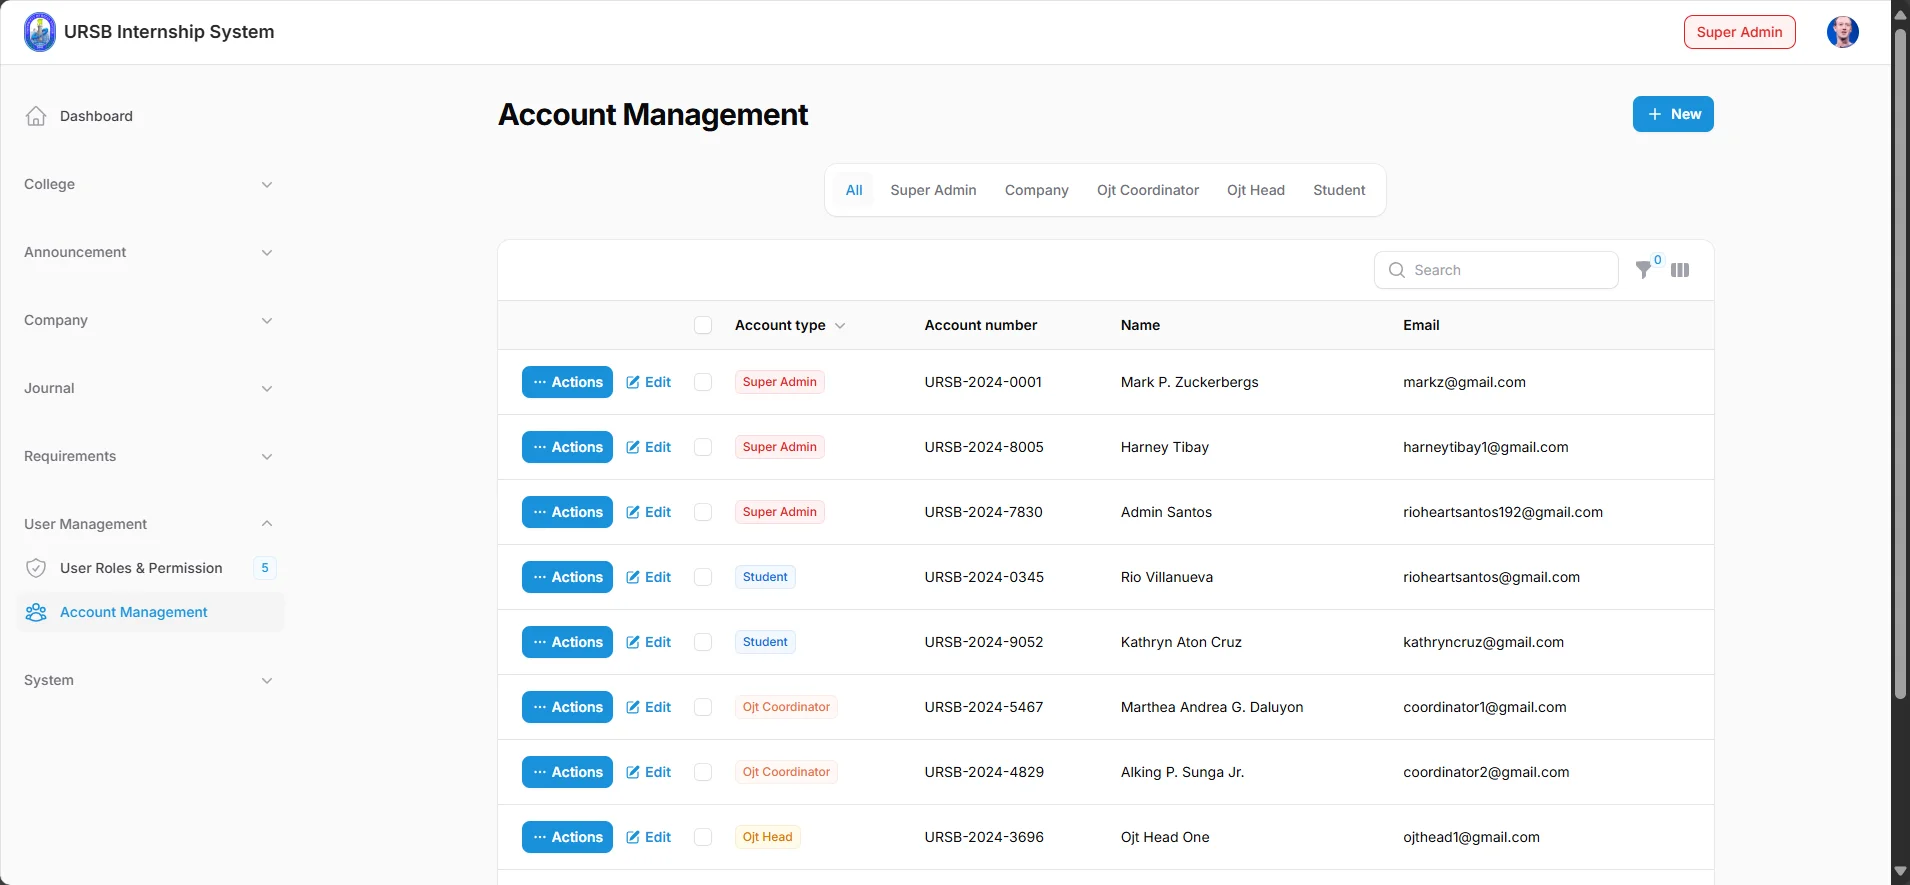 URSB Internship System
Super Admin
Dashboard
College
Announcement
Company
Journal
Requirements
User Management
User Roles & Permission 5
Account Management
System
Account Management
New
All Super Admin Company Ojt Coordinator Ojt Head Student
Search
0
Account type Account number Name Email
Actions Edit Super Admin URSB-2024-0001 Mark P. Zuckerbergs markz@gmail.com
Actions Edit Super Admin URSB-2024-8005 Harney Tibay harneytibay1@gmail.com
Actions Edit Super Admin URSB-2024-7830 Admin Santos rioheartsantos192@gmail.com
Actions Edit Student URSB-2024-0345 Rio Villanueva rioheartsantos@gmail.com
Actions Edit Student URSB-2024-9052 Kathryn Aton Cruz kathryncruz@gmail.com
Actions Edit Ojt Coordinator URSB-2024-5467 Marthea Andrea G. Daluyon coordinator1@gmail.com
Actions Edit Ojt Coordinator URSB-2024-4829 Alking P. Sunga Jr. coordinator2@gmail.com
Actions Edit Ojt Head URSB-2024-3696 Ojt Head One ojthead1@gmail.com